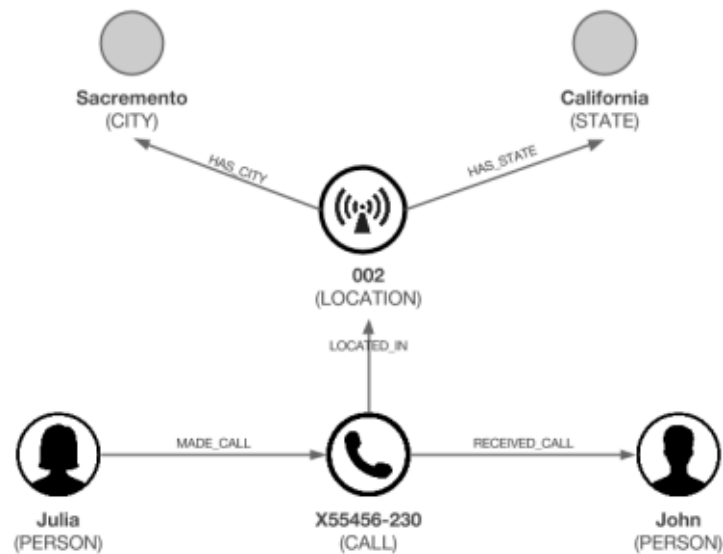 Sacremento
(CITY)
California
(STATE)
HAS_CITY
HAS_STATE
002
(LOCATION)
LOCATED_IN
MADE_CALL
RECEIVED_CALL
Julia
(PERSON)
X55456-230
(CALL)
John
(PERSON)